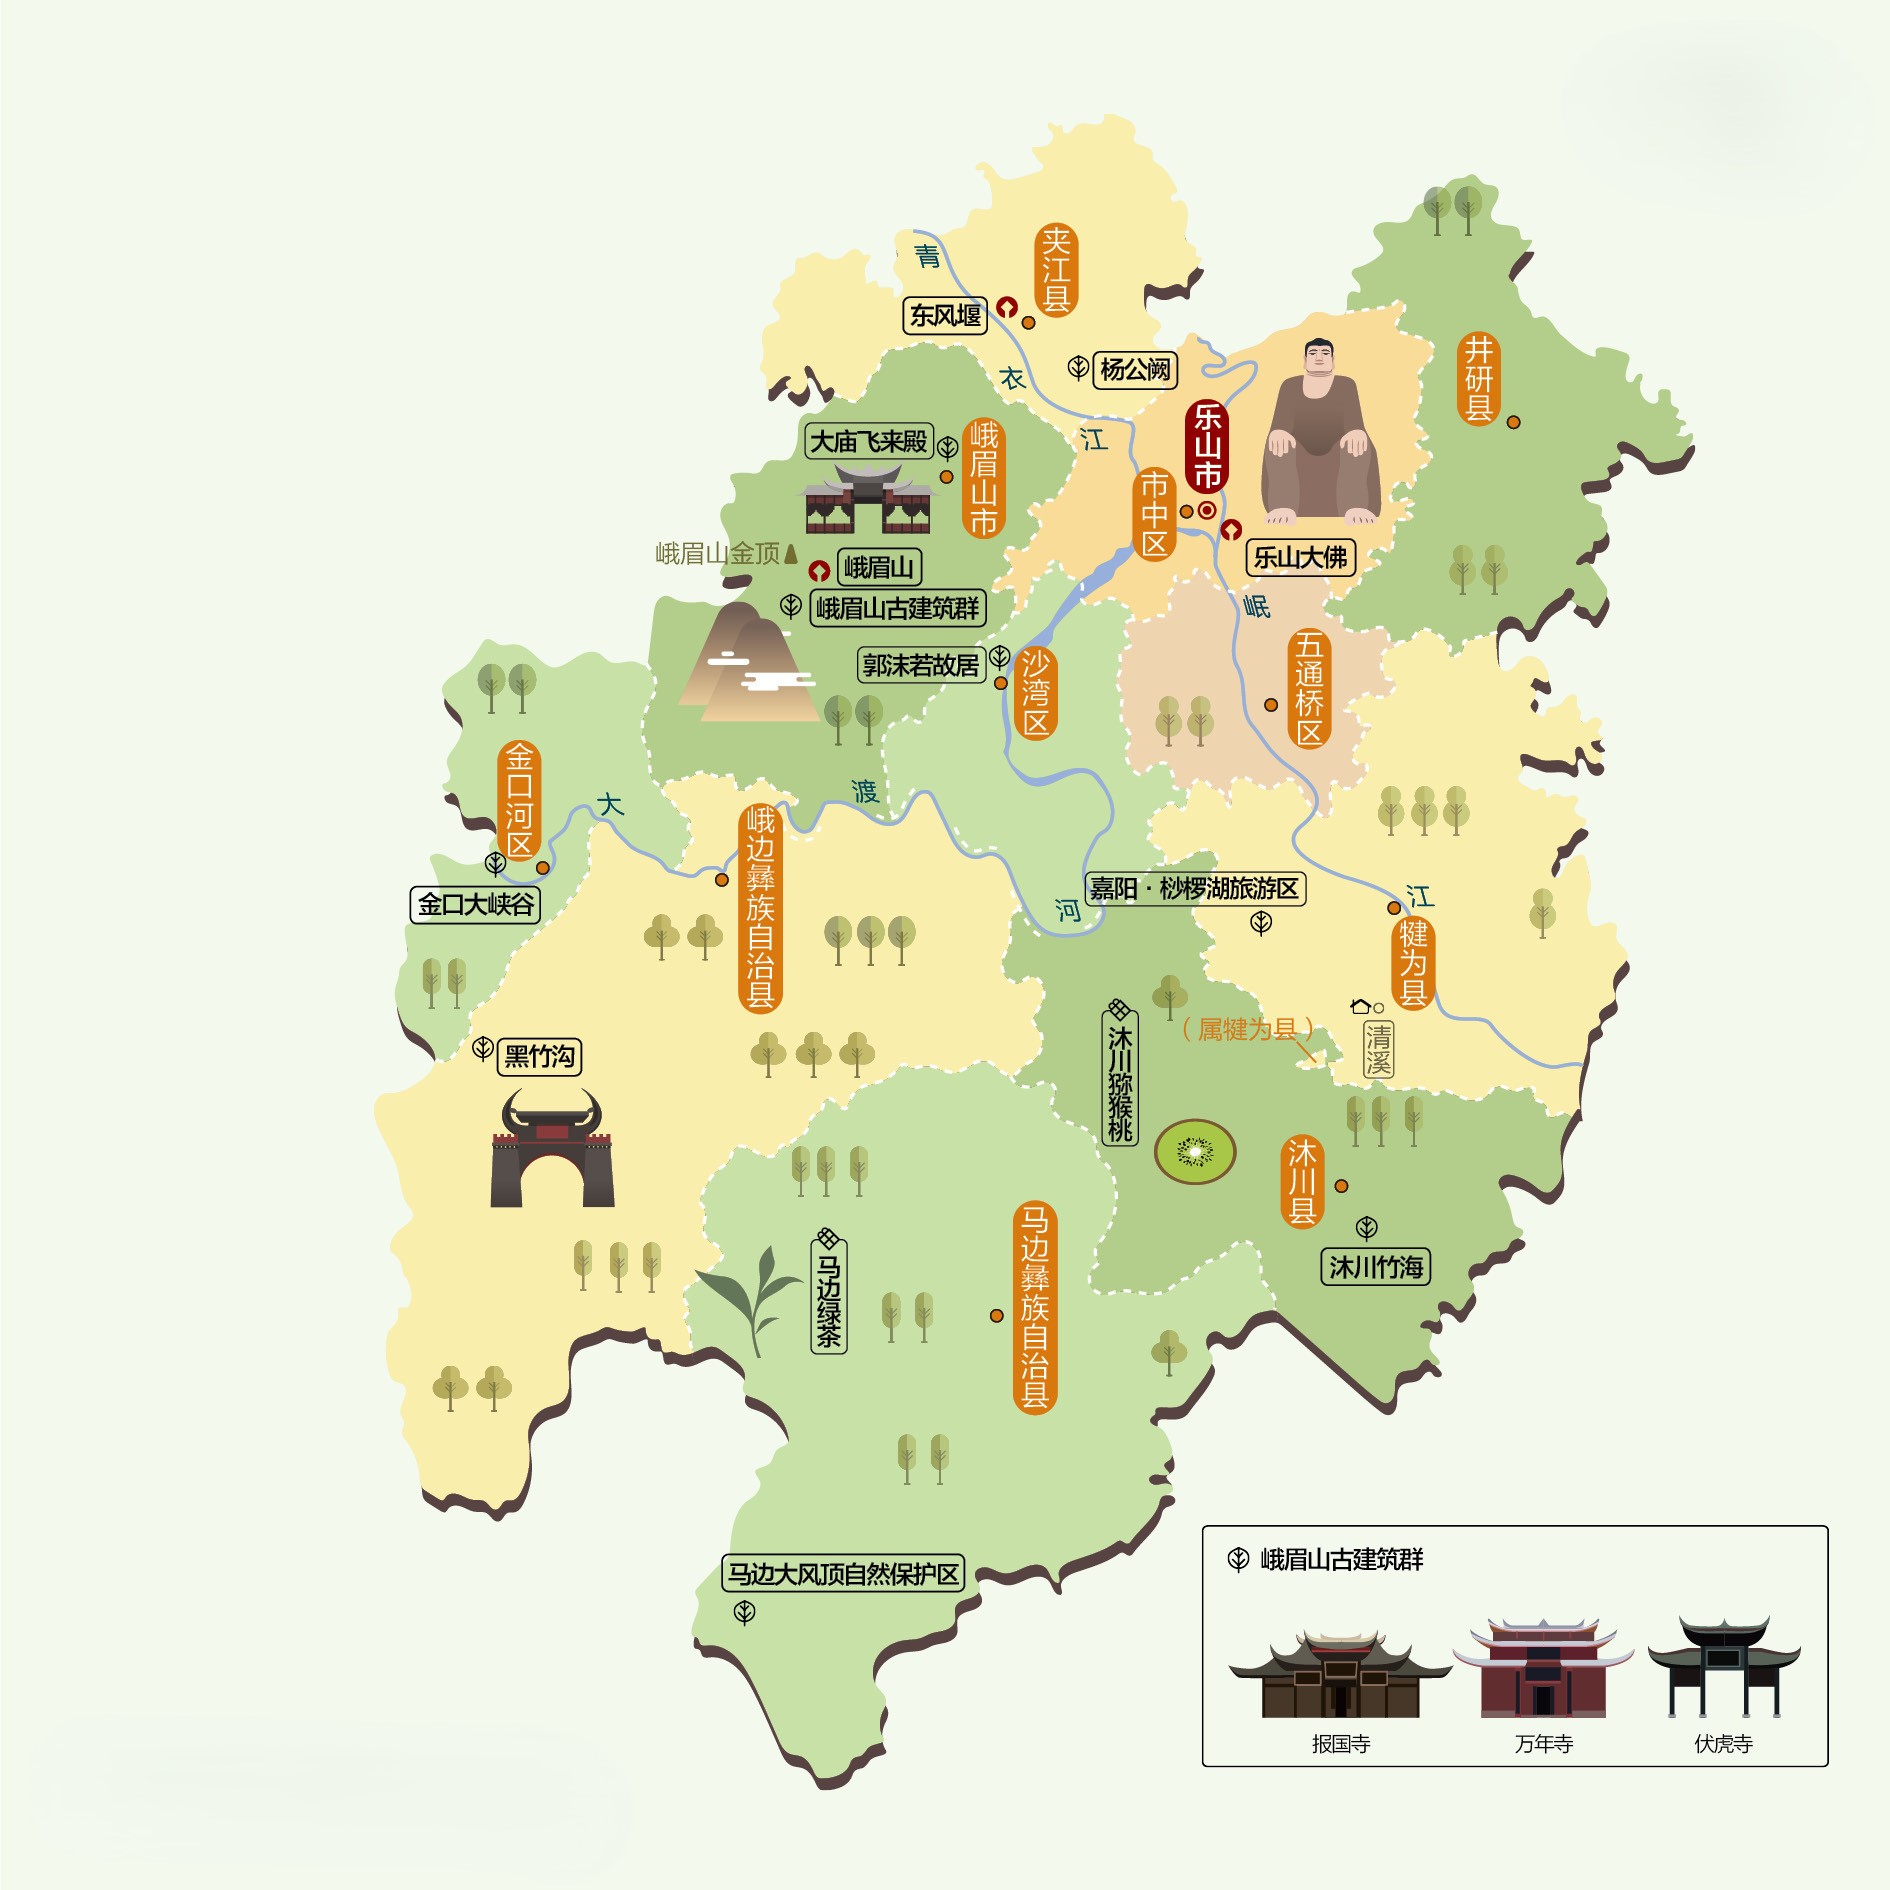 夹江县
青
衣
江
东风堰
杨公阙
井研县
乐山市
市中区
乐山大佛
大庙飞来殿
峨眉山市
峨眉山金顶
峨眉山
峨眉山古建筑群
郭沫若故居
沙湾区
岷
江
五通桥区
金口河区
金口大峡谷
大
渡
河
峨边彝族自治县
嘉阳·桫椤湖旅游区
犍为县
（属犍为县）
清溪
黑竹沟
沐川猕猴桃
沐川县
沐川竹海
马边绿茶
马边彝族自治县
马边大风顶自然保护区
峨眉山古建筑群
报国寺
万年寺
伏虎寺